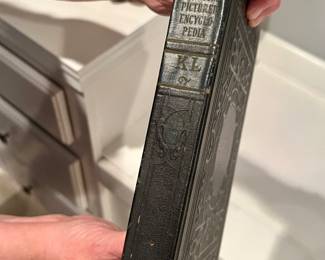 PICTURED
ENCYCLO-
PEDIA
KL